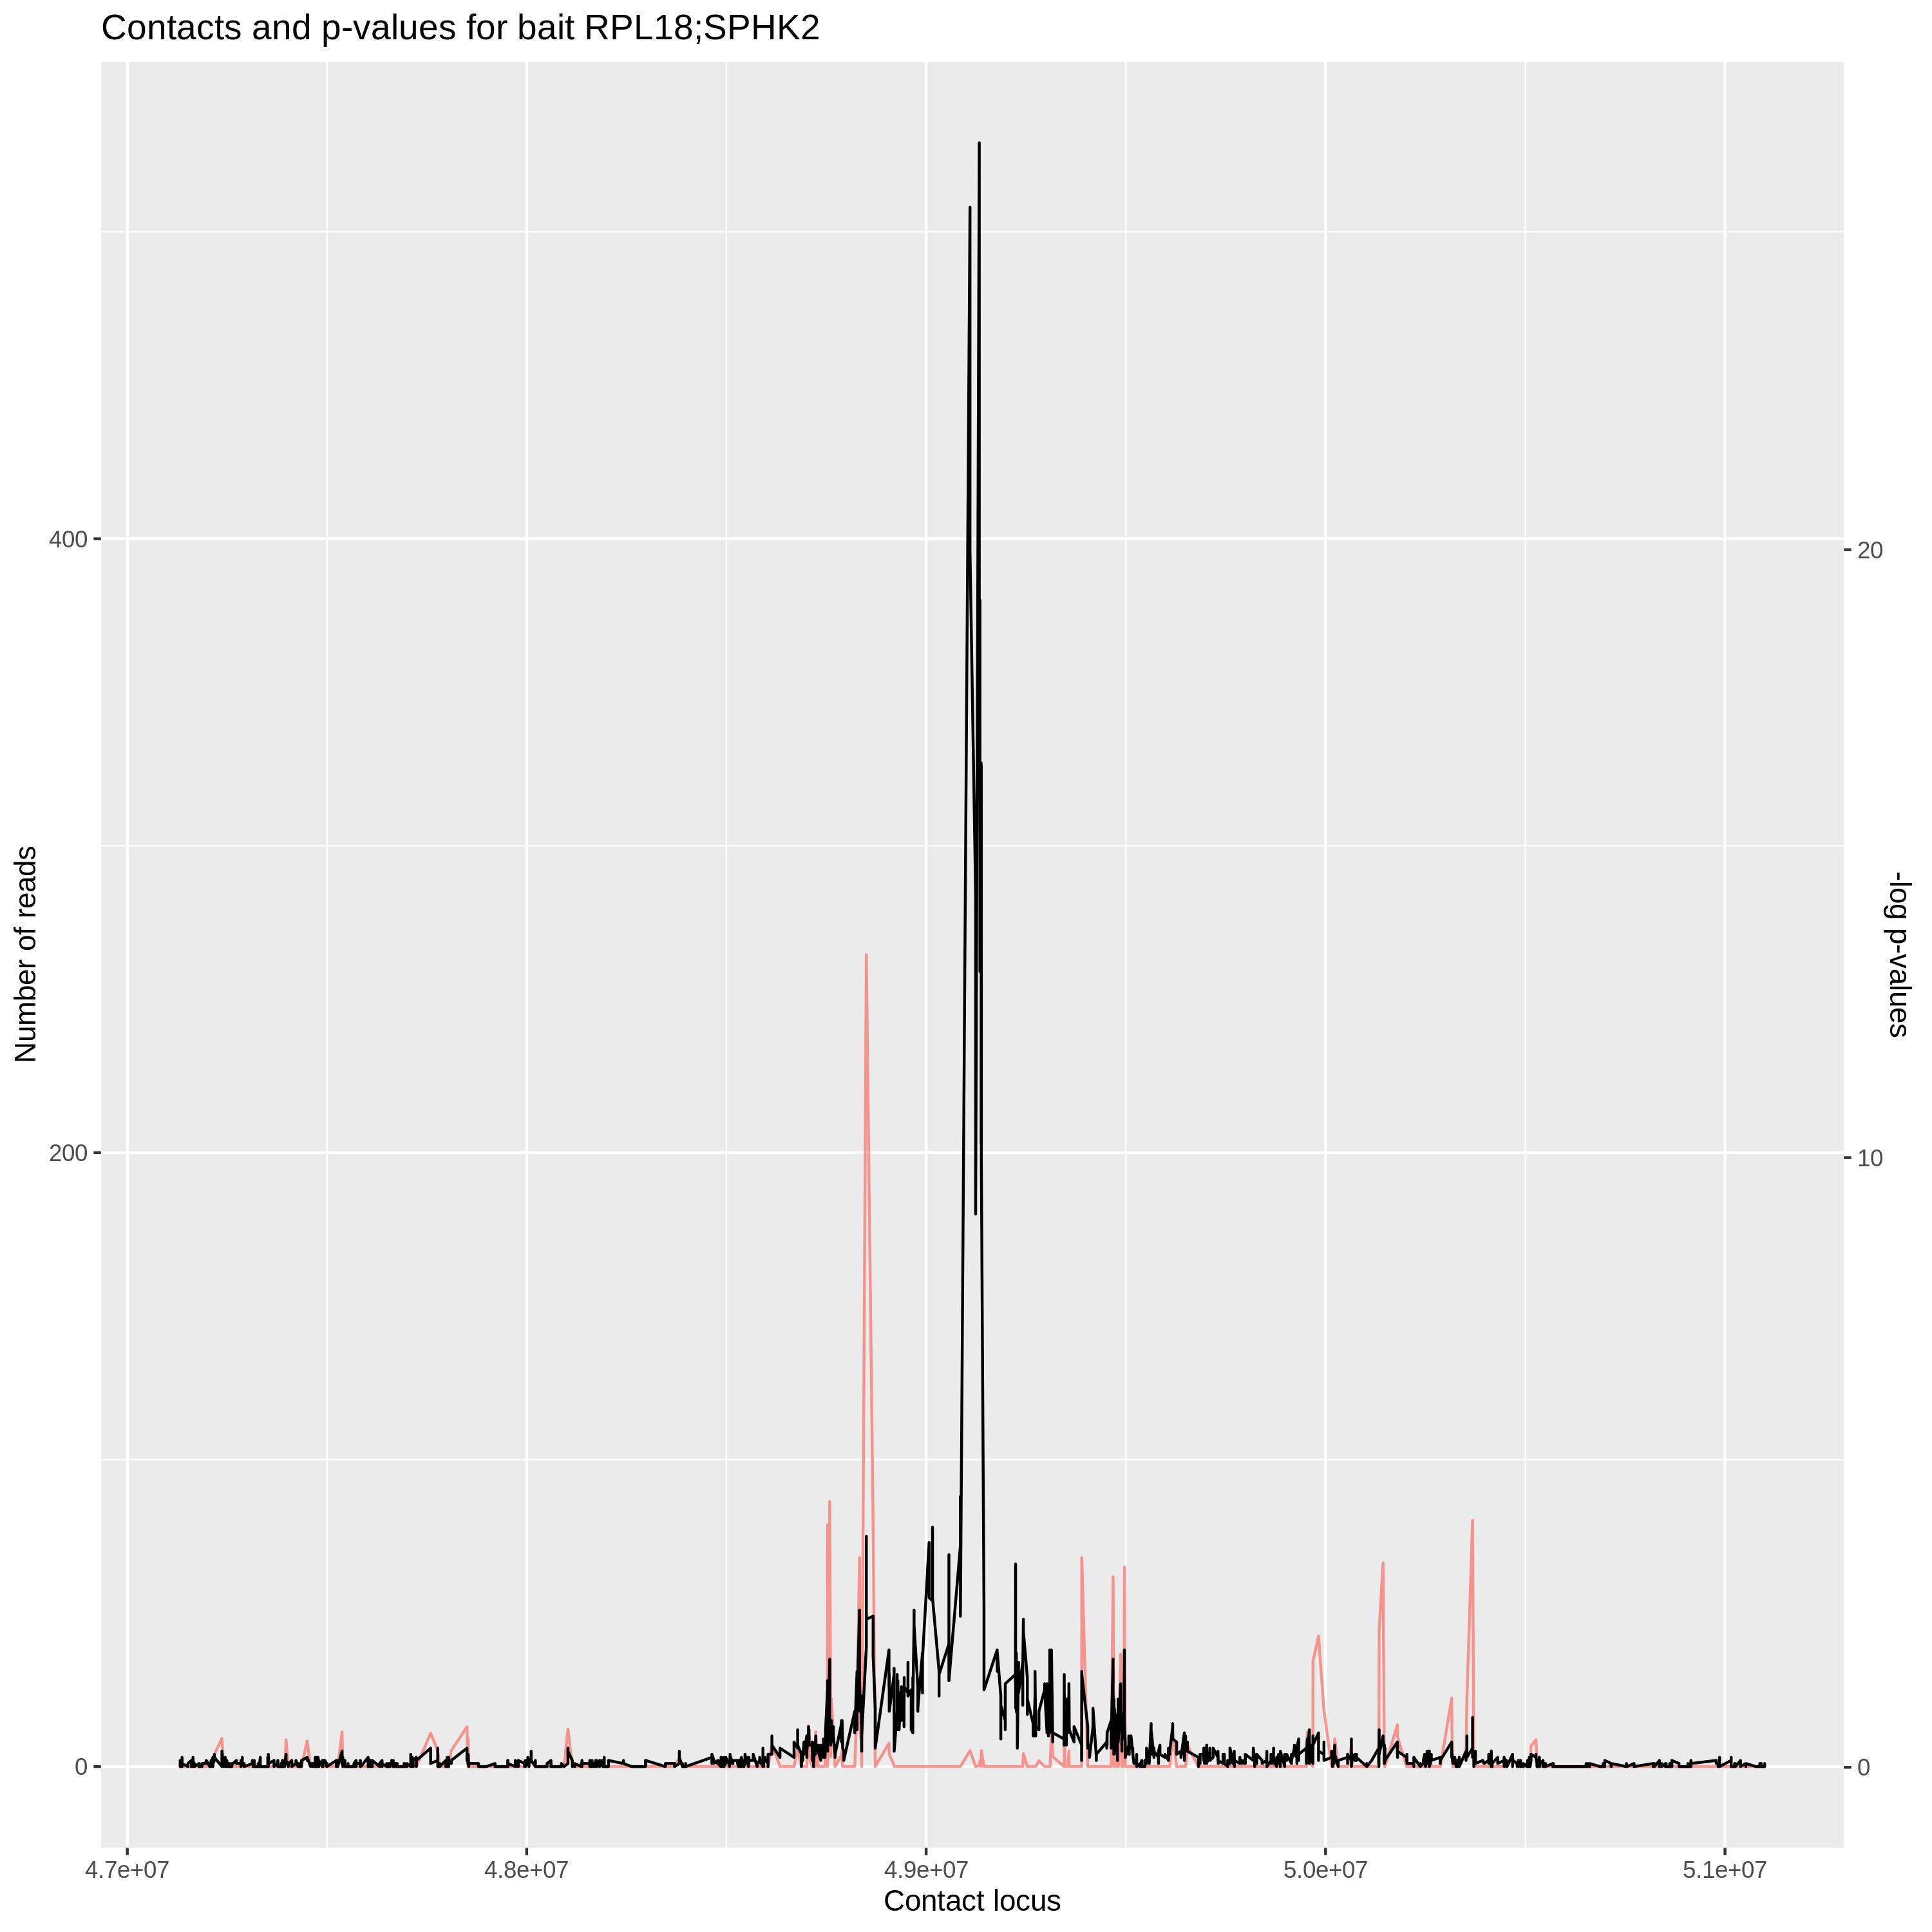 Contacts and p-values for bait RPL18;SPHK2
Number of reads
400
200
0
20
10
0
-log p-values
4.7e+07 4.8e+07 4.9e+07 5.0e+07 5.1e+07
Contact locus